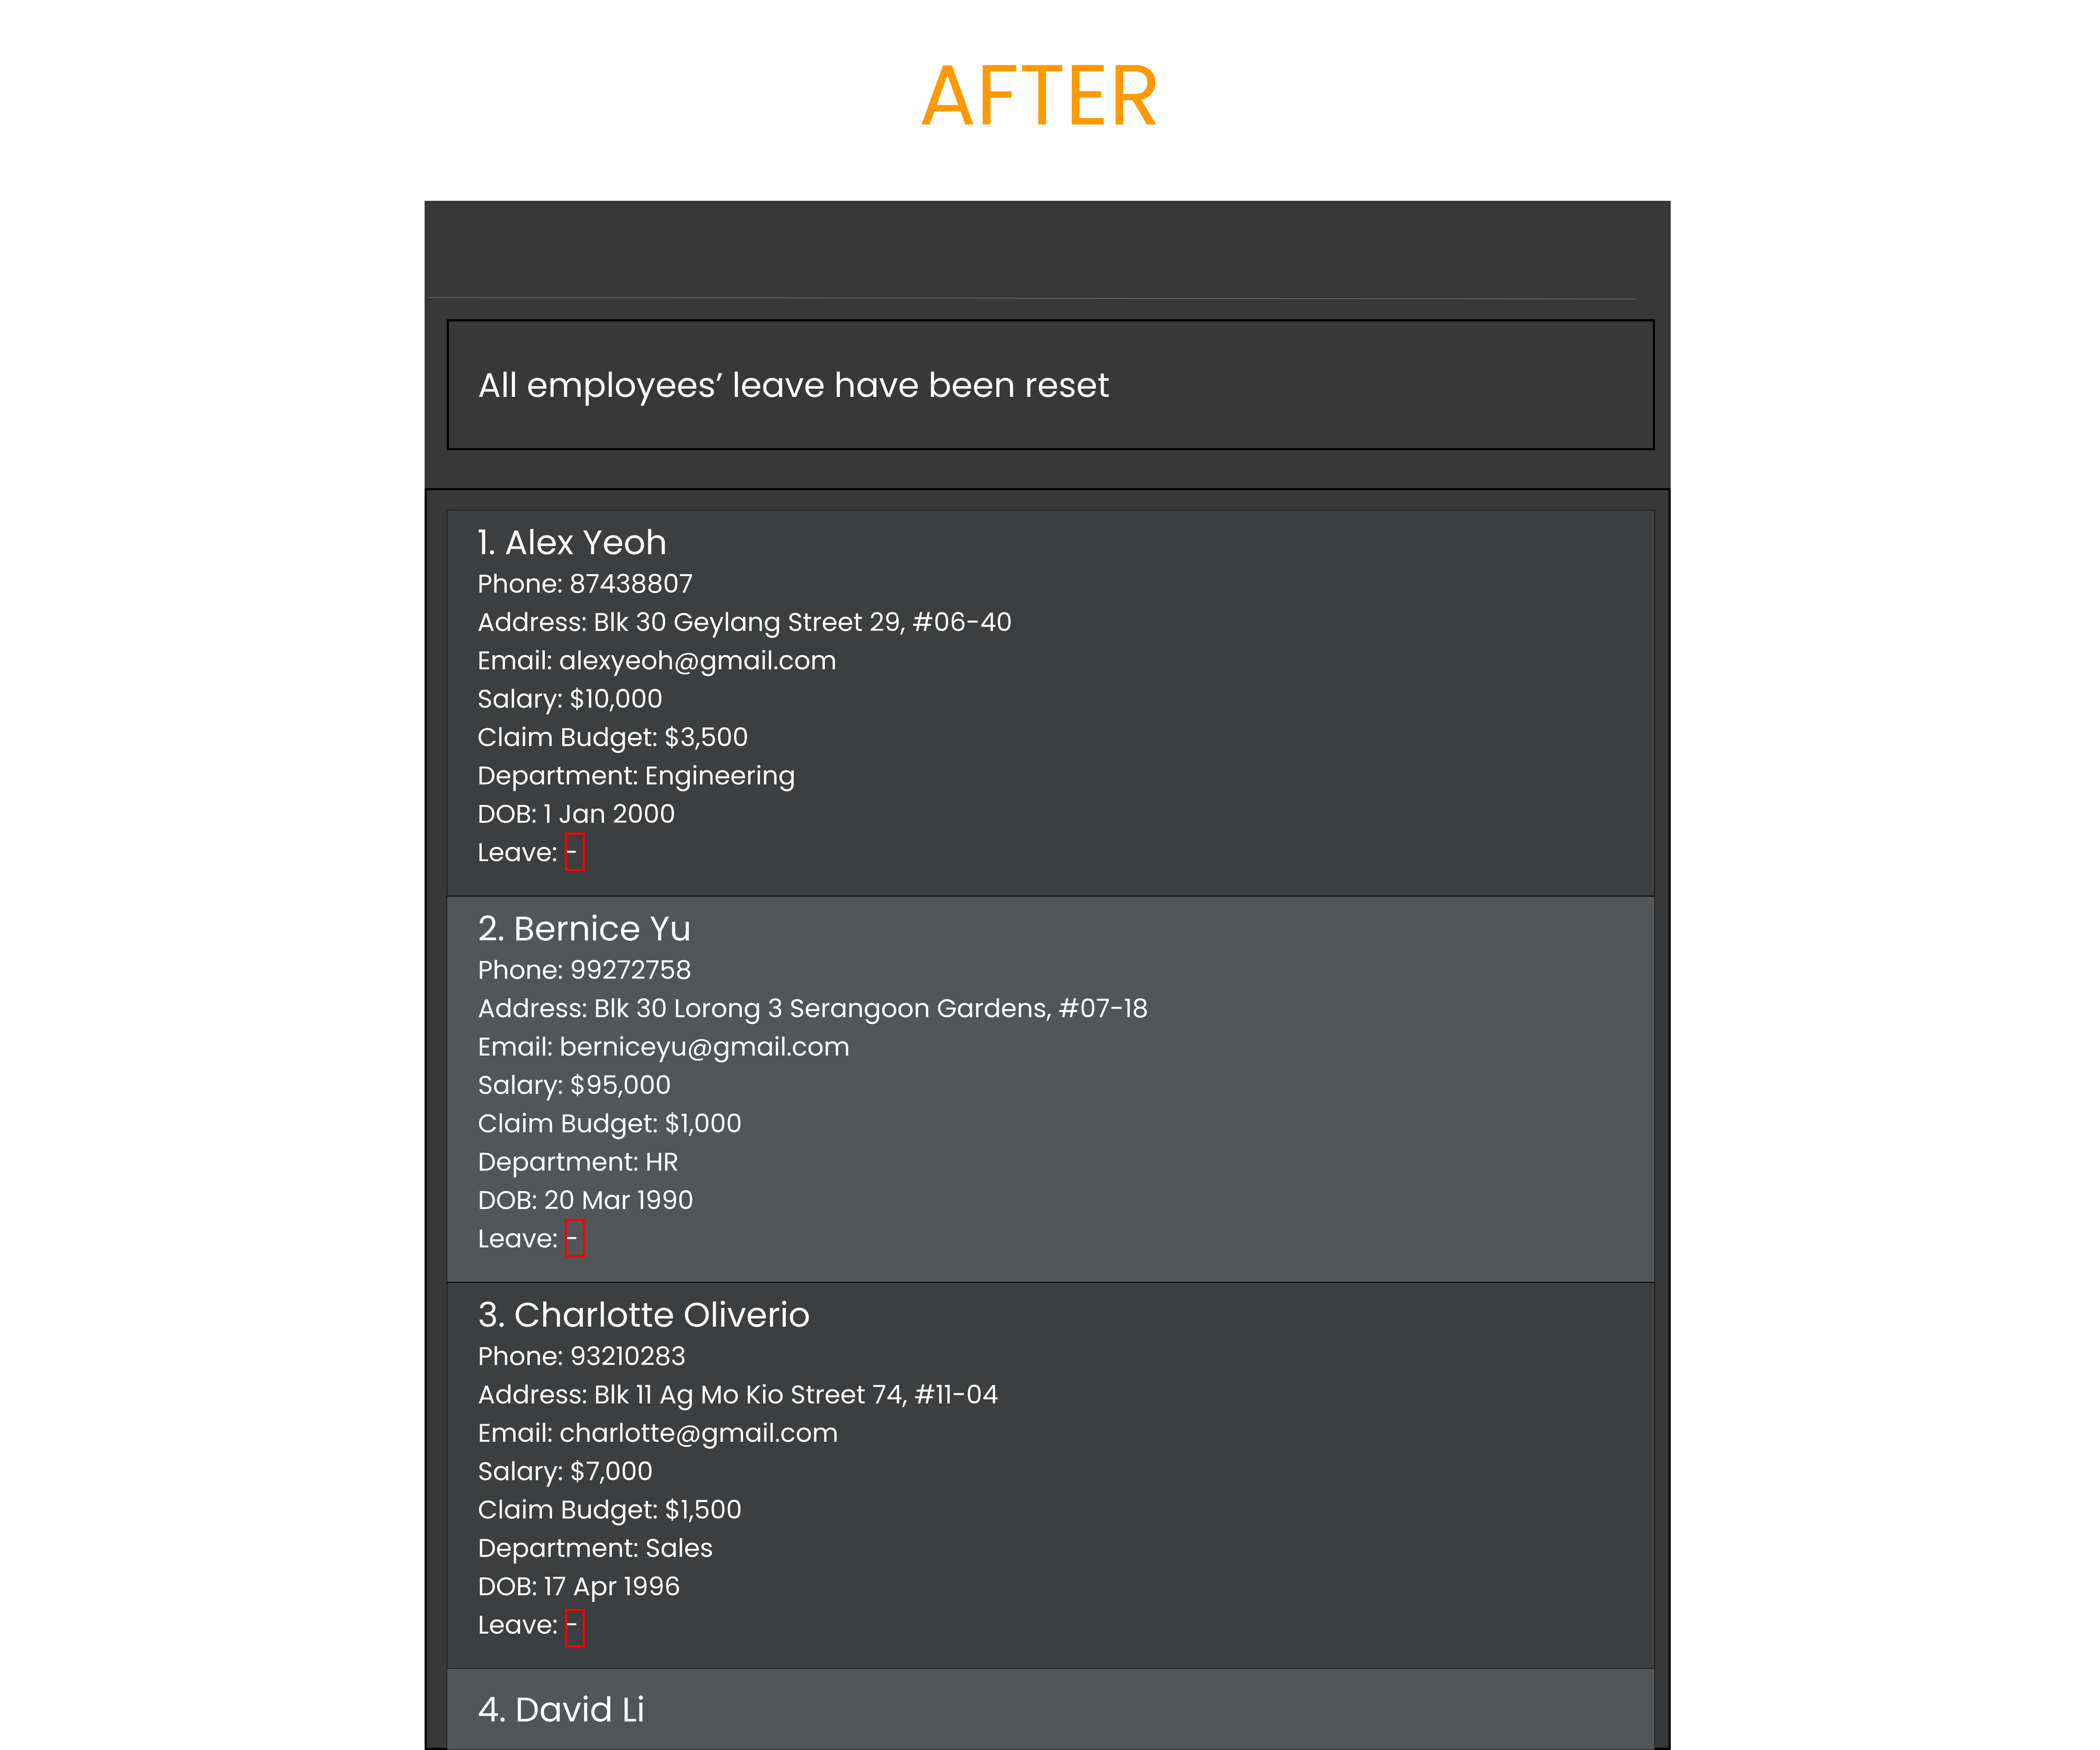 AFTER
All employees’ leave have been reset
1. Alex Yeoh
Phone: 87438807
Address: Blk 30 Geylang Street 29, #06-40
Email: alexyeoh@gmail.com
Salary: $10,000
Claim Budget: $3,500
Department: Engineering
DOB: 1 Jan 2000
Leave: -
2. Bernice Yu
Phone: 99272758
Address: Blk 30 Lorong 3 Serangoon Gardens, #07-18
Email: berniceyu@gmail.com
Salary: $95,000
Claim Budget: $1,000
Department: HR
DOB: 20 Mar 1990
Leave: -
3. Charlotte Oliverio
Phone: 93210283
Address: Blk 11 Ag Mo Kio Street 74, #11-04
Email: charlotte@gmail.com
Salary: $7,000
Claim Budget: $1,500
Department: Sales
DOB: 17 Apr 1996
Leave: -
4. David Li